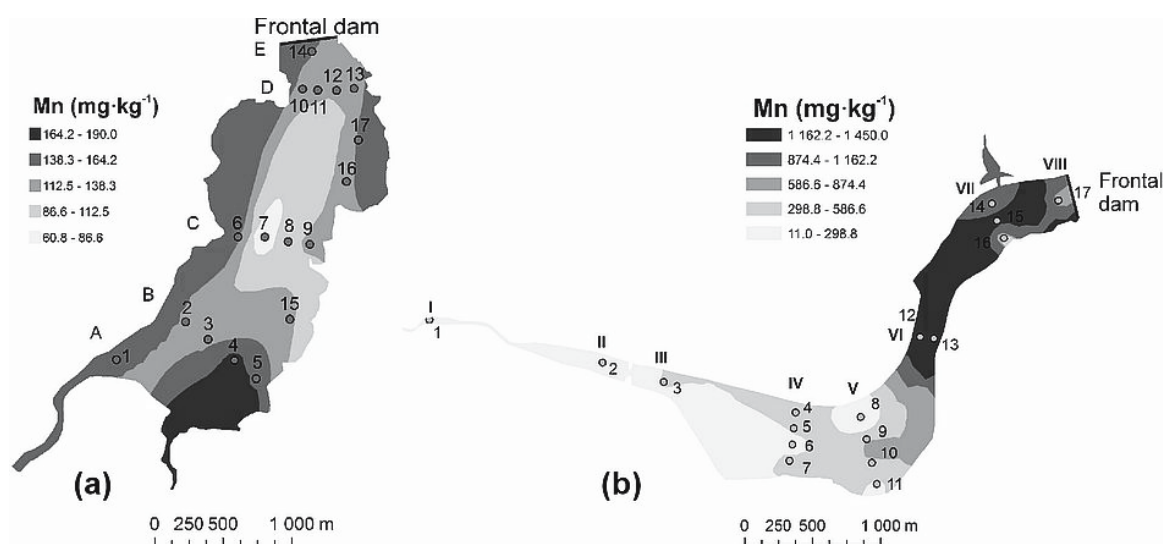 Frontal dam
E 14
D 12 13
10 11
Mn (mg·kg⁻¹)
164.2 - 190.0
138.3 - 164.2
112.5 - 138.3
86.6 - 112.5
60.8 - 86.6
17
16
C 6 7 8 9
B
2 15
3
A
1 4 5
(a)
0 250 500 1 000 m
Mn (mg·kg⁻¹)
1 162.2 - 1 450.0
874.4 - 1 162.2
586.6 - 874.4
298.8 - 586.6
11.0 - 298.8
VIII
VII
17 Frontal
dam
14
15
16
I
1
12
VI 13
II
2
III
3
IV V
4 8
5
9
6
10
7
11
(b)
0 250 500 1 000 m